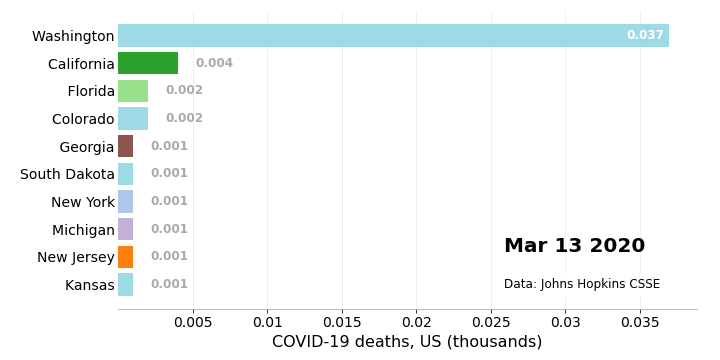 Washington 0.037
California 0.004
Florida 0.002
Colorado 0.002
Georgia 0.001
South Dakota 0.001
New York 0.001
Michigan 0.001
New Jersey 0.001
Kansas 0.001
Mar 13 2020
Data: Johns Hopkins CSSE
0.005 0.01 0.015 0.02 0.025 0.03 0.035
COVID-19 deaths, US (thousands)